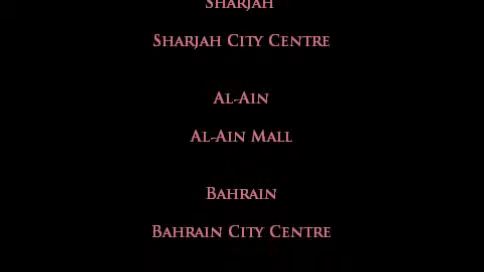 Sharjah
Sharjah City Centre
Al-Ain
Al-Ain Mall
Bahrain
Bahrain City Centre